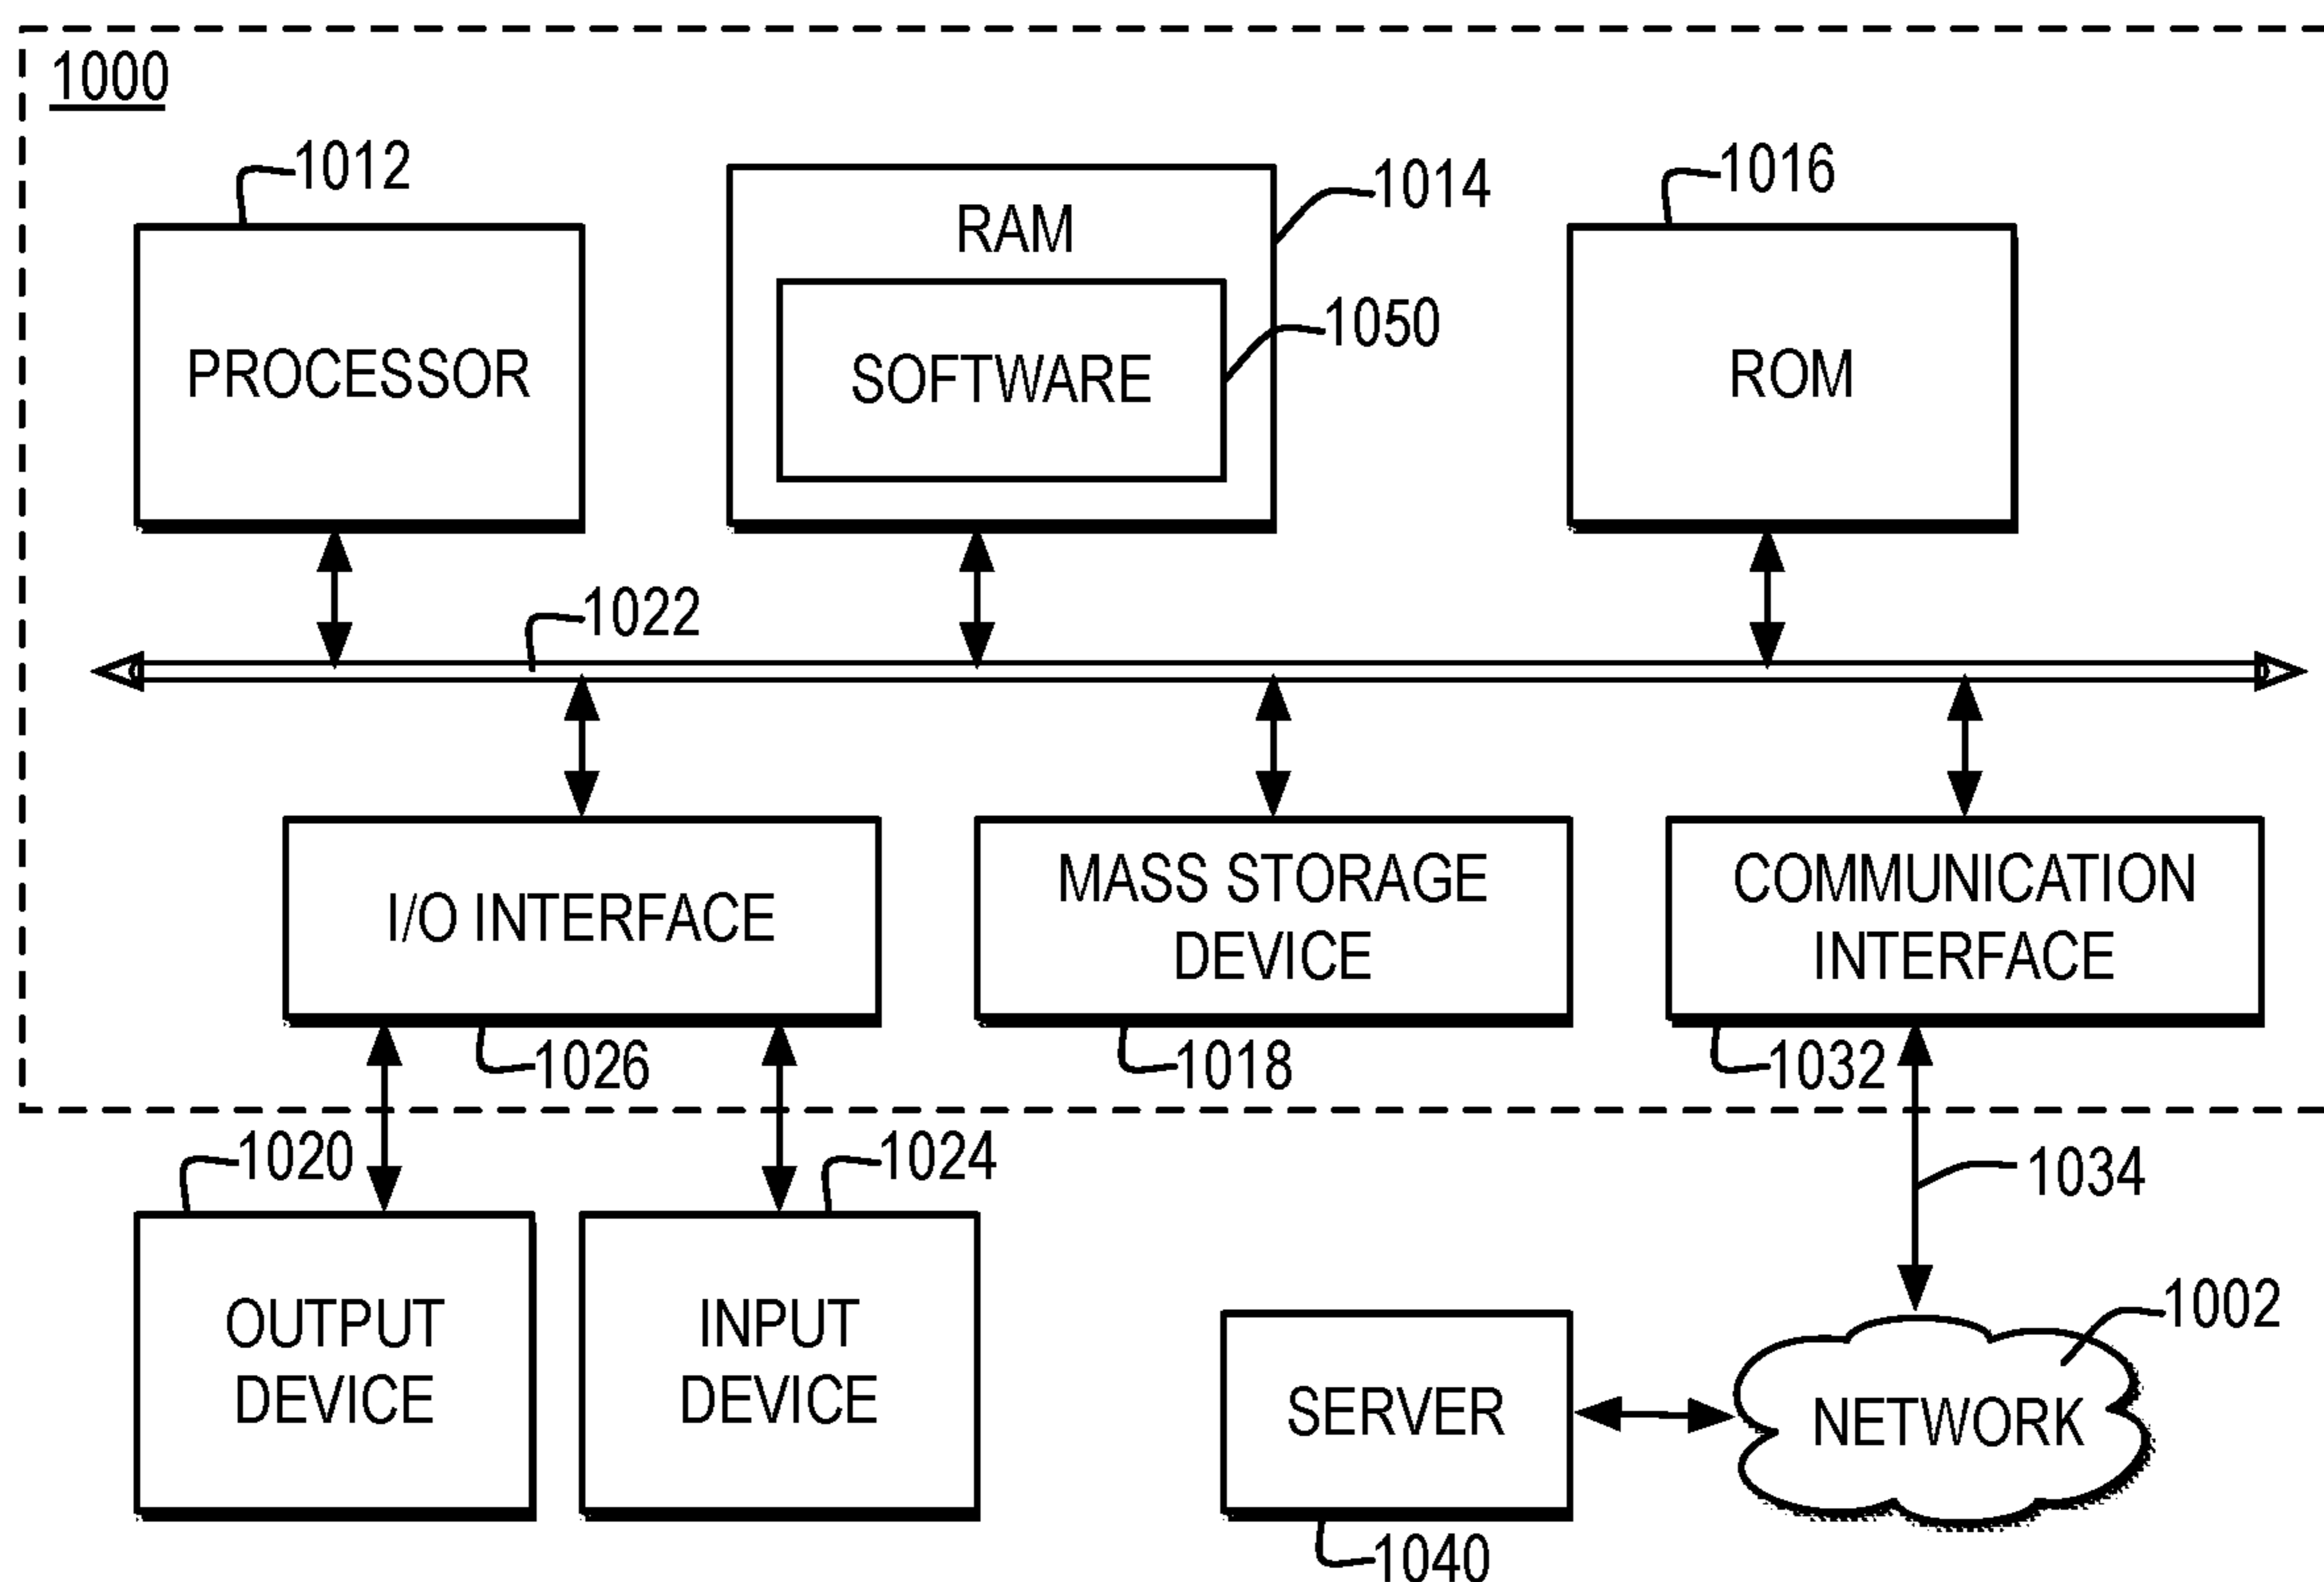 1000
1012
1014
1016
RAM
1050
PROCESSOR
SOFTWARE
ROM
1022
I/O INTERFACE
MASS STORAGE
DEVICE
COMMUNICATION
INTERFACE
1026
1018
1032
1020
1024
1034
OUTPUT
DEVICE
INPUT
DEVICE
1002
SERVER
NETWORK
1040